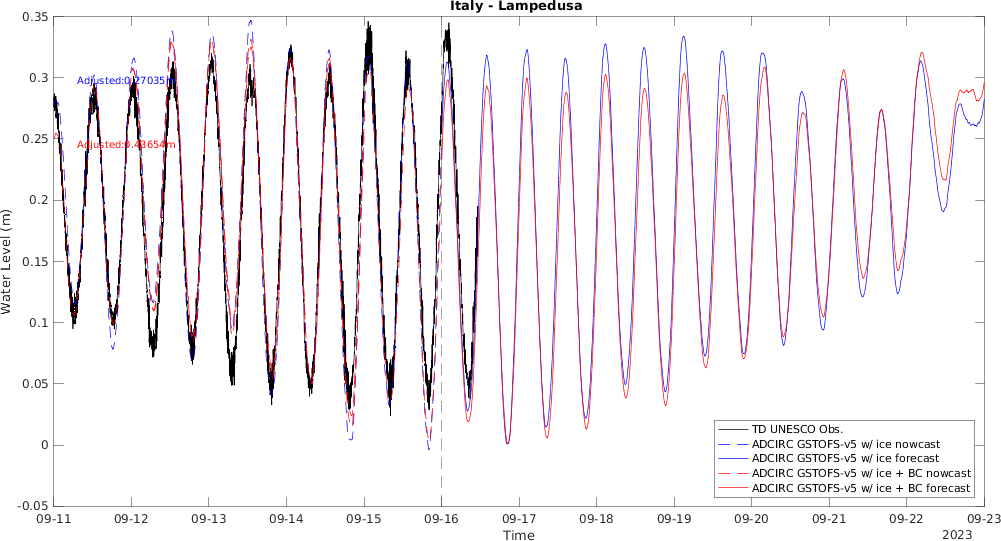 Italy - Lampedusa
0.35
0.3
0.25
0.2
0.15
0.1
0.05
0
-0.05
Water Level (m)
Adjusted:0.27035m
Adjusted:0.43654m
TD UNESCO Obs.
ADCIRC GSTOFS-v5 w/ ice nowcast
ADCIRC GSTOFS-v5 w/ ice forecast
ADCIRC GSTOFS-v5 w/ ice + BC nowcast
ADCIRC GSTOFS-v5 w/ ice + BC forecast
09-11 09-12 09-13 09-14 09-15 09-16 09-17 09-18 09-19 09-20 09-21 09-22 09-23
Time
2023